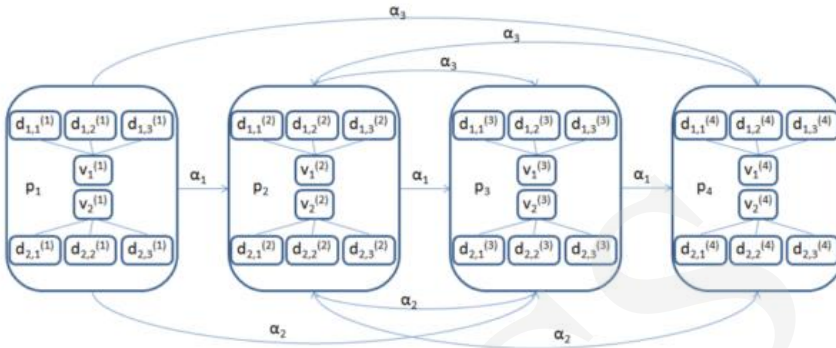 α₃
α₃
α₃
d₁,₁⁽¹⁾ d₁,₂⁽¹⁾ d₁,₃⁽¹⁾ d₁,₁⁽²⁾ d₁,₂⁽²⁾ d₁,₃⁽²⁾ d₁,₁⁽³⁾ d₁,₂⁽³⁾ d₁,₃⁽³⁾ d₁,₁⁽⁴⁾ d₁,₂⁽⁴⁾ d₁,₃⁽⁴⁾
v₁⁽¹⁾ v₁⁽²⁾ v₁⁽³⁾ v₁⁽⁴⁾
p₁ α₁ p₂ α₁ p₃ α₁ p₄
v₂⁽¹⁾ v₂⁽²⁾ v₂⁽³⁾ v₂⁽⁴⁾
d₂,₁⁽¹⁾ d₂,₂⁽¹⁾ d₂,₃⁽¹⁾ d₂,₁⁽²⁾ d₂,₂⁽²⁾ d₂,₃⁽²⁾ d₂,₁⁽³⁾ d₂,₂⁽³⁾ d₂,₃⁽³⁾ d₂,₁⁽⁴⁾ d₂,₂⁽⁴⁾ d₂,₃⁽⁴⁾
α₂
α₂ α₂